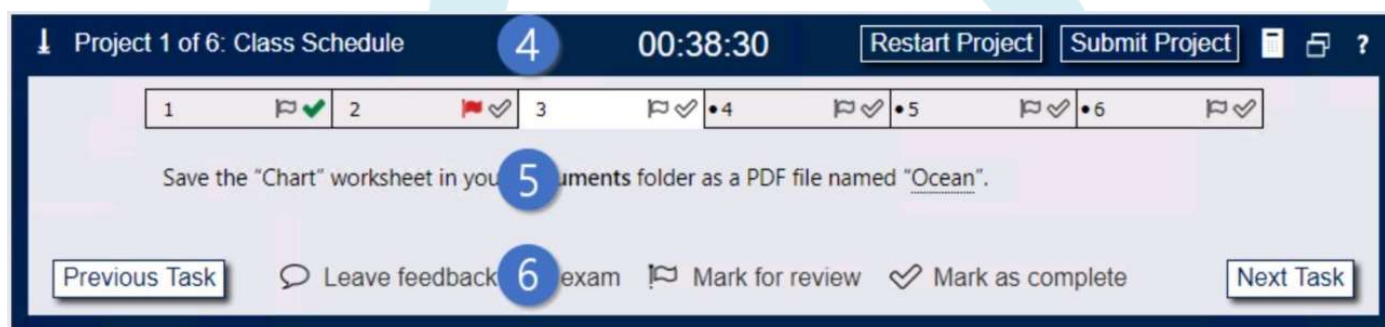 Project 1 of 6: Class Schedule 4 00:38:30 Restart Project Submit Project ?
1 2 3 •4 •5 •6
Save the “Chart” worksheet in you 5 uments folder as a PDF file named “Ocean”.
Previous Task Leave feedback 6 exam Mark for review Mark as complete Next Task